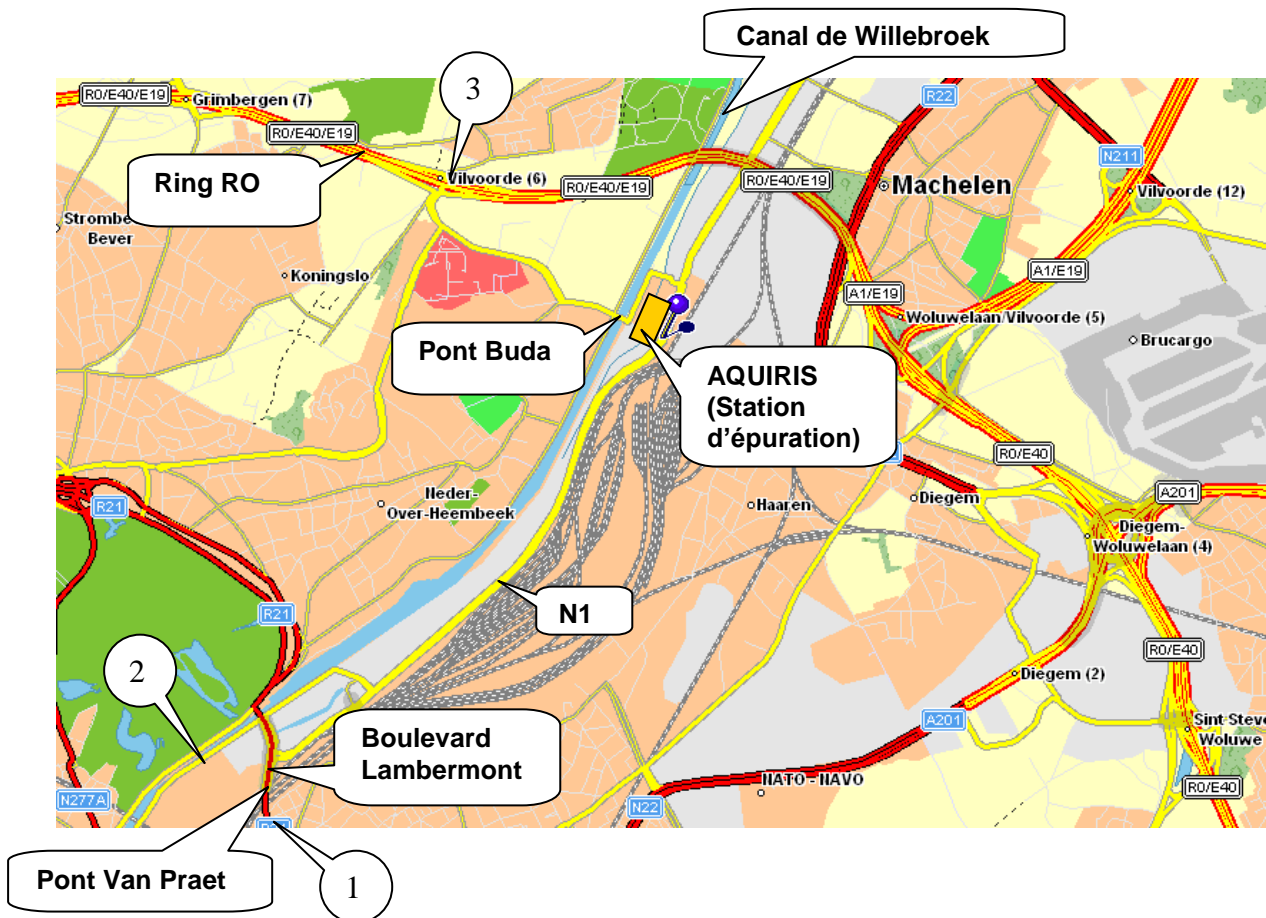 Canal de Willebroek
3
R0/E40/E19
Grimbergen (7)
R22
R0/E40/E19
N211
Ring RO
Vilvoorde (6)
R0/E40/E19
R0/E40/E19
Machelen
Vilvoorde (12)
Strombe
Bever
Koningslo
A1/E19
A1/E19
Woluwelaan/Vilvoorde (5)
Brucargo
Pont Buda
AQUIRIS
(Station
d'épuration)
R0/E40
A201
R21
Neder-
Over-Heembeek
Haaren
Diegem
Diegem-
Woluwelaan (4)
N1
R21
R0/E40
2
Diegem (2)
A201
Sint-Steve
Woluwe
Boulevard
Lambermont
NATO - NAVO
R0/E40
N277A
N22
Pont Van Praet
1